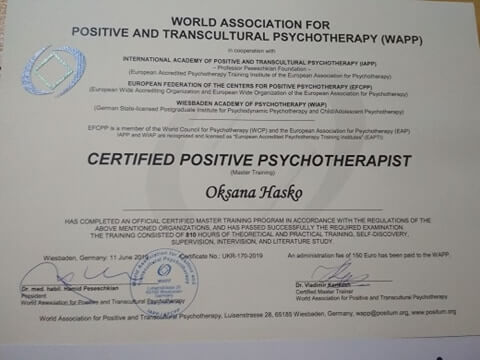 WORLD ASSOCIATION FOR
POSITIVE AND TRANSCULTURAL PSYCHOTHERAPY (WAPP)
in cooperation with
INTERNATIONAL ACADEMY OF POSITIVE AND TRANSCULTURAL PSYCHOTHERAPY (IAPP)
– Professor Peseschkian Foundation –
(European Accredited Psychotherapy Training Institute of the European Association for Psychotherapy)
EUROPEAN FEDERATION OF THE CENTERS FOR POSITIVE PSYCHOTHERAPY (EFCPP)
(European Wide Accrediting Organization and European Wide Organization of the European Association for Psychotherapy)
WIESBADEN ACADEMY OF PSYCHOTHERAPY (WIAP)
(German State-licensed Postgraduate Institute for Psychodynamic Psychotherapy and Child/Adolescent Psychotherapy)
EFCPP is a member of the World Council for Psychotherapy (WCP) and the European Association for Psychotherapy (EAP)
IAPP and WIAP are recognized and licensed as "European Accredited Psychotherapy Training Institutes" (EAPTI)
CERTIFIED POSITIVE PSYCHOTHERAPIST
(Master Training)
Oksana Hasko
HAS COMPLETED AN OFFICIAL CERTIFIED MASTER TRAINING PROGRAM IN ACCORDANCE WITH THE REGULATIONS OF THE
ABOVE MENTIONED ORGANIZATIONS, AND HAS PASSED SUCCESSFULLY THE REQUIRED EXAMINATION.
THE TRAINING CONSISTED OF 810 HOURS OF THEORETICAL AND PRACTICAL TRAINING, SELF-DISCOVERY,
SUPERVISION, INTERVISION, AND LITERATURE STUDY.
Wiesbaden, Germany, 11 June 2019 Certificate No.: UKR-170-2019 An administration fee of 150 Euro has been paid to the WAPP.
Dr. med. habil. Hamid Peseschkian
President
World Association for Positive and Transcultural Psychotherapy
WAPP
Luisenstrasse 28
65185 Wiesbaden
Germany
Dr. Vladimir Karikash
Certified Master Trainer
World Association for Positive and Transcultural Psychotherapy
World Association for Positive and Transcultural Psychotherapy, Luisenstrasse 28, 65185 Wiesbaden, Germany, wapp@positum.org, www.positum.org